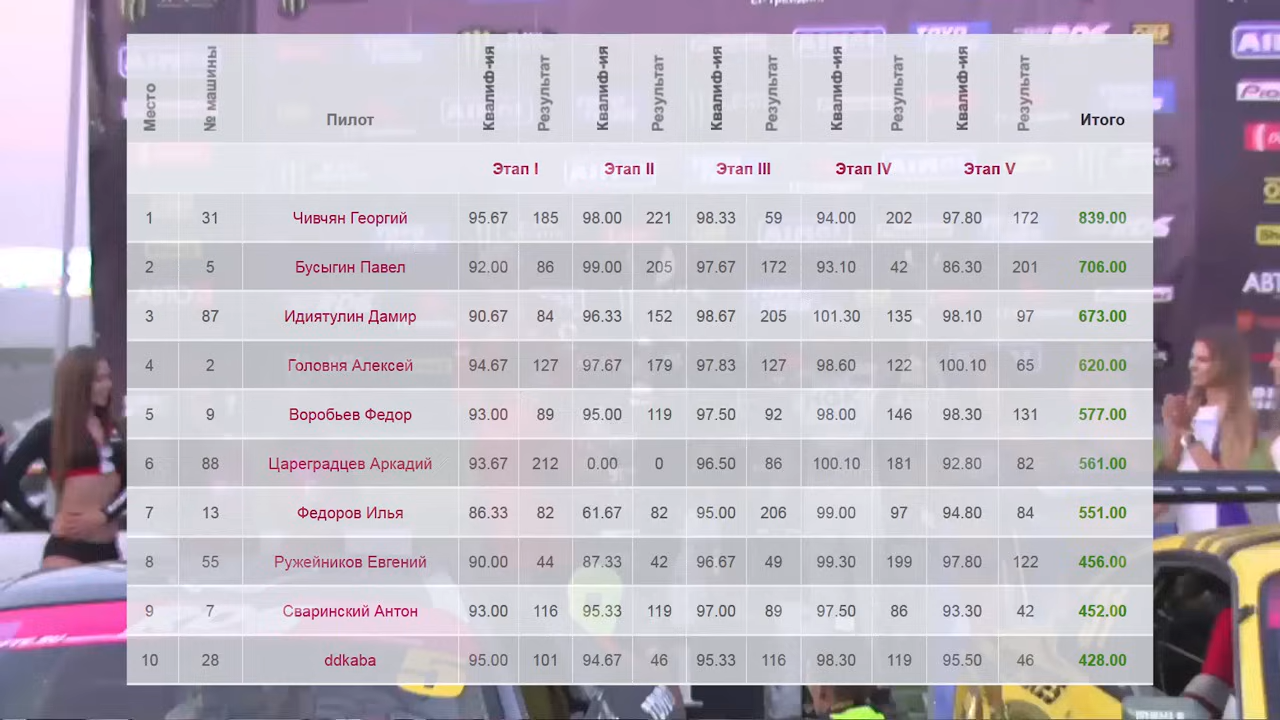 Место № машины Пилот Квалиф-ия Результат Квалиф-ия Результат Квалиф-ия Результат Квалиф-ия Результат Квалиф-ия Результат Итого
Этап I Этап II Этап III Этап IV Этап V
1 31 Чивчян Георгий 95.67 185 98.00 221 98.33 59 94.00 202 97.80 172 839.00
2 5 Бусыгин Павел 92.00 86 99.00 205 97.67 172 93.10 42 86.30 201 706.00
3 87 Идиятулин Дамир 90.67 84 96.33 152 98.67 205 101.30 135 98.10 97 673.00
4 2 Головня Алексей 94.67 127 97.67 179 97.83 127 98.60 122 100.10 65 620.00
5 9 Воробьев Федор 93.00 89 95.00 119 97.50 92 98.00 146 98.30 131 577.00
6 88 Цареградцев Аркадий 93.67 212 0.00 0 96.50 86 100.10 181 92.80 82 561.00
7 13 Федоров Илья 86.33 82 61.67 82 95.00 206 99.00 97 94.80 84 551.00
8 55 Ружейников Евгений 90.00 44 87.33 42 96.67 49 99.30 199 97.80 122 456.00
9 7 Сваринский Антон 93.00 116 95.33 119 97.00 89 97.50 86 93.30 42 452.00
10 28 ddkaba 95.00 101 94.67 46 95.33 116 98.30 119 95.50 46 428.00